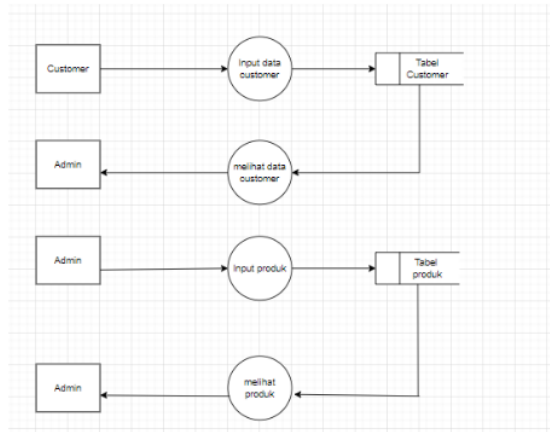 Customer
Input data
customer
Tabel
Customer
Admin
melihat data
customer
Admin
Input produk
Tabel
produk
Admin
melihat
produk